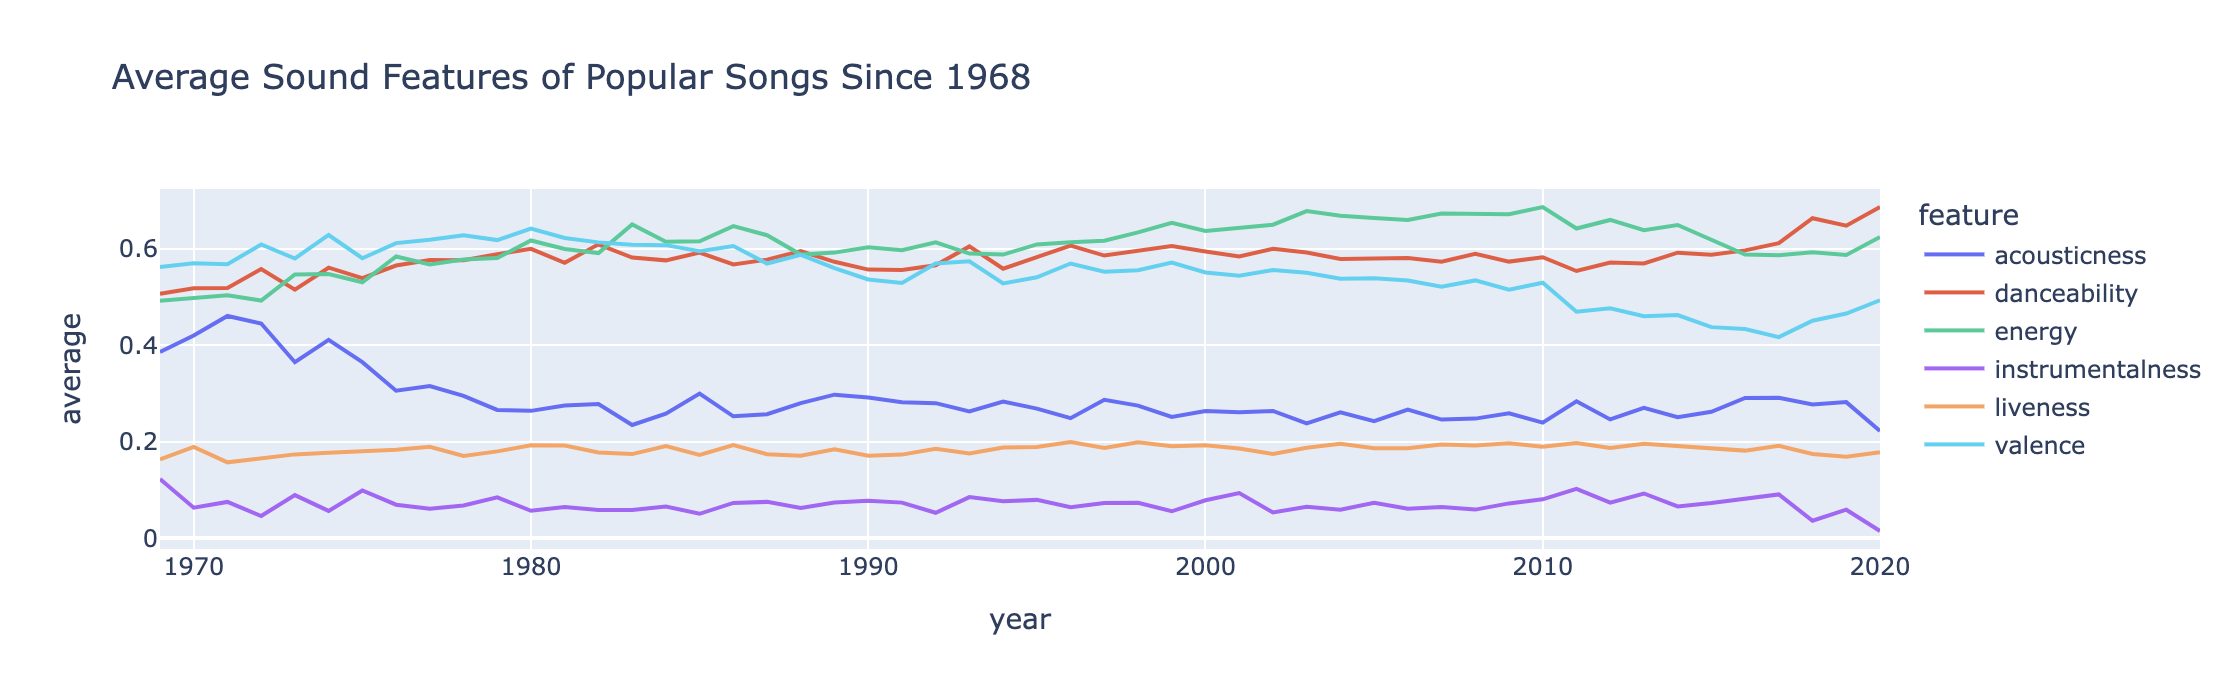 Average Sound Features of Popular Songs Since 1968
feature
acousticness
danceability
energy
instrumentalness
liveness
valence
average
0.6
0.4
0.2
0
1970 1980 1990 2000 2010 2020
year